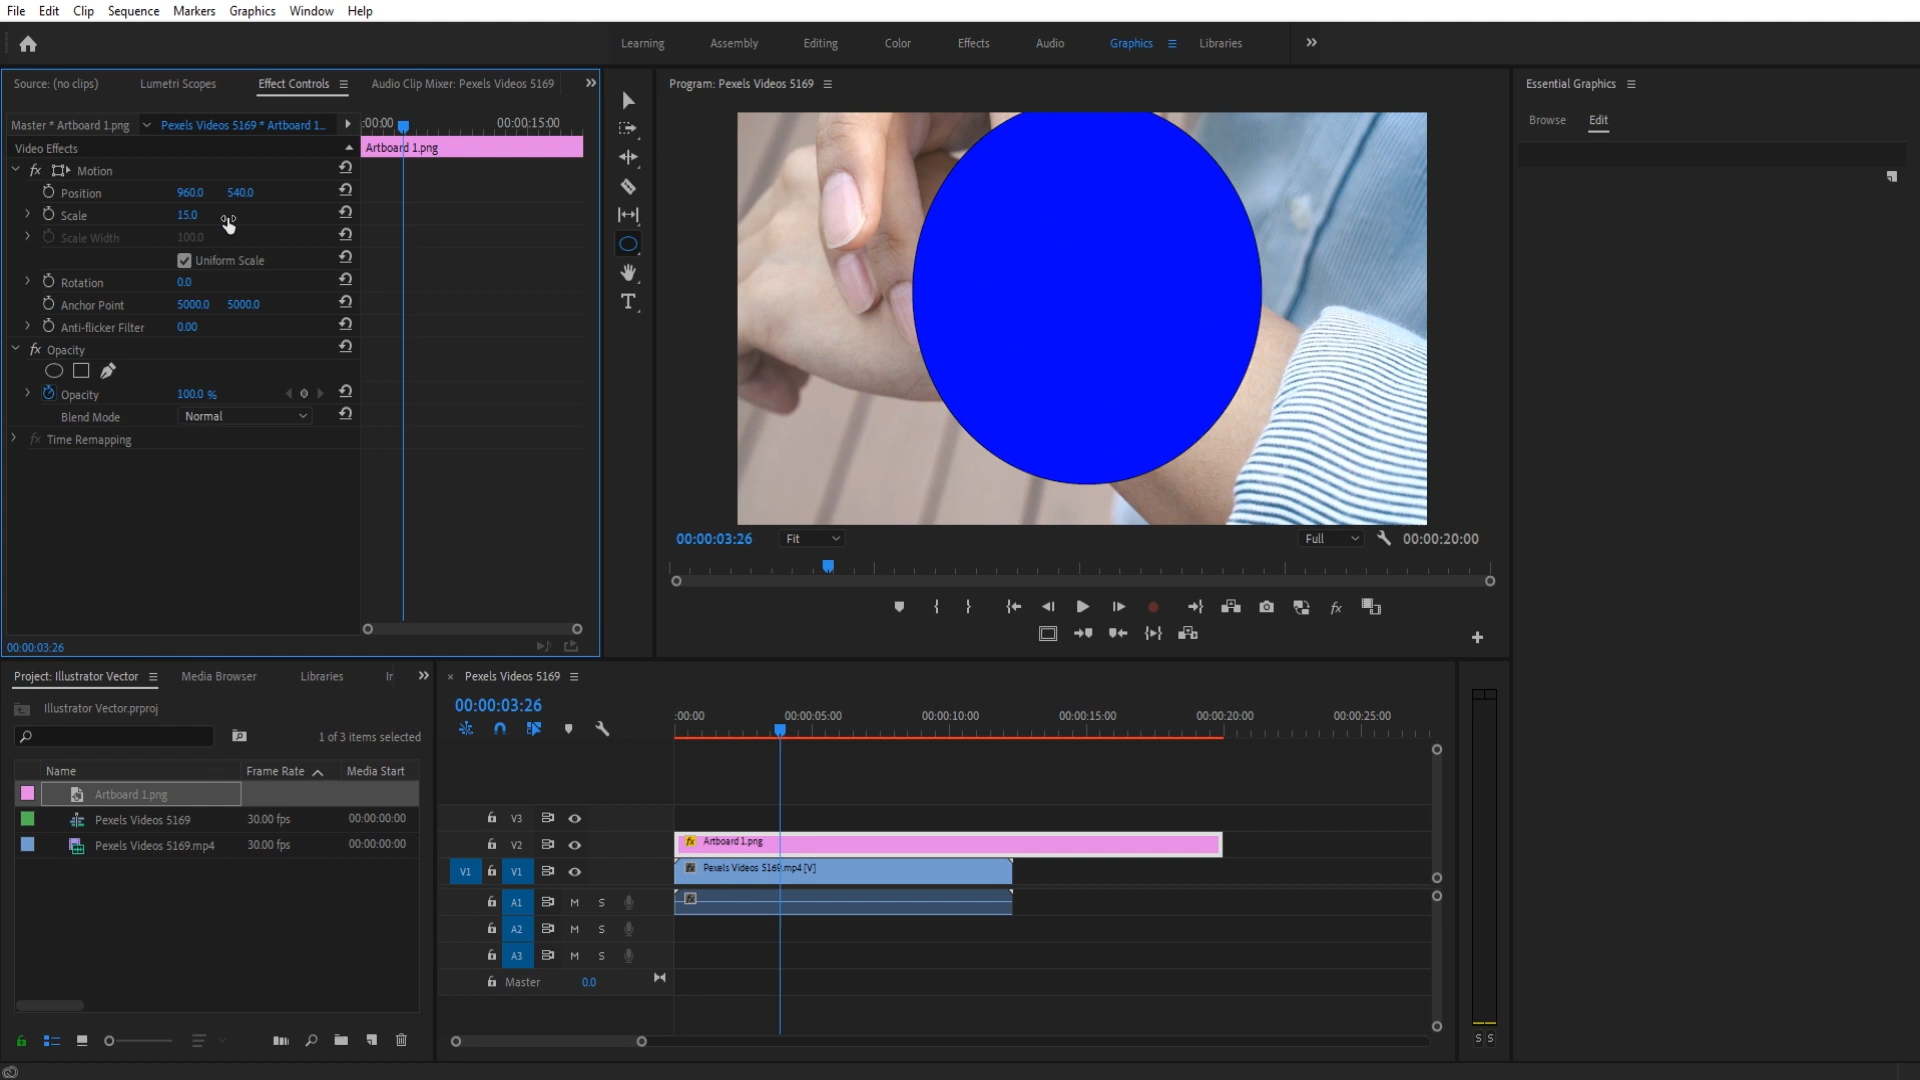 File Edit Clip Sequence Markers Graphics Window Help
Learning Assembly Editing Color Effects Audio Graphics Libraries
Source: (no clips) Lumetri Scopes Effect Controls Audio Clip Mixer: Pexels Videos 5169
Master * Artboard 1.png Pexels Videos 5169 * Artboard 1...
:00:00 00:00:15:00
Video Effects
Artboard 1.png
fx Motion
Position 960.0 540.0
Scale 15.0
Scale Width 100.0
Uniform Scale
Rotation 0.0
Anchor Point 5000.0 5000.0
Anti-flicker Filter 0.00
fx Opacity
Opacity 100.0 %
Blend Mode Normal
fx Time Remapping
00:00:03:26
T
Program: Pexels Videos 5169
00:00:03:26 Fit Full 00:00:20:00
fx
Essential Graphics
Browse Edit
Project: Illustrator Vector Media Browser Libraries Ir
Illustrator Vector.prproj
1 of 3 items selected
Name Frame Rate Media Start
Artboard 1.png
Pexels Videos 5169 30.00 fps 00:00:00:00
Pexels Videos 5169.mp4 30.00 fps 00:00:00:00
× Pexels Videos 5169
00:00:03:26
:00:00 00:00:05:00 00:00:10:00 00:00:15:00 00:00:20:00 00:00:25:00
V3
V2 fx Artboard 1.png
V1 V1 fx Pexels Videos 5169.mp4 [V]
A1 M S fx
A2 M S
A3 M S
Master 0.0
S S